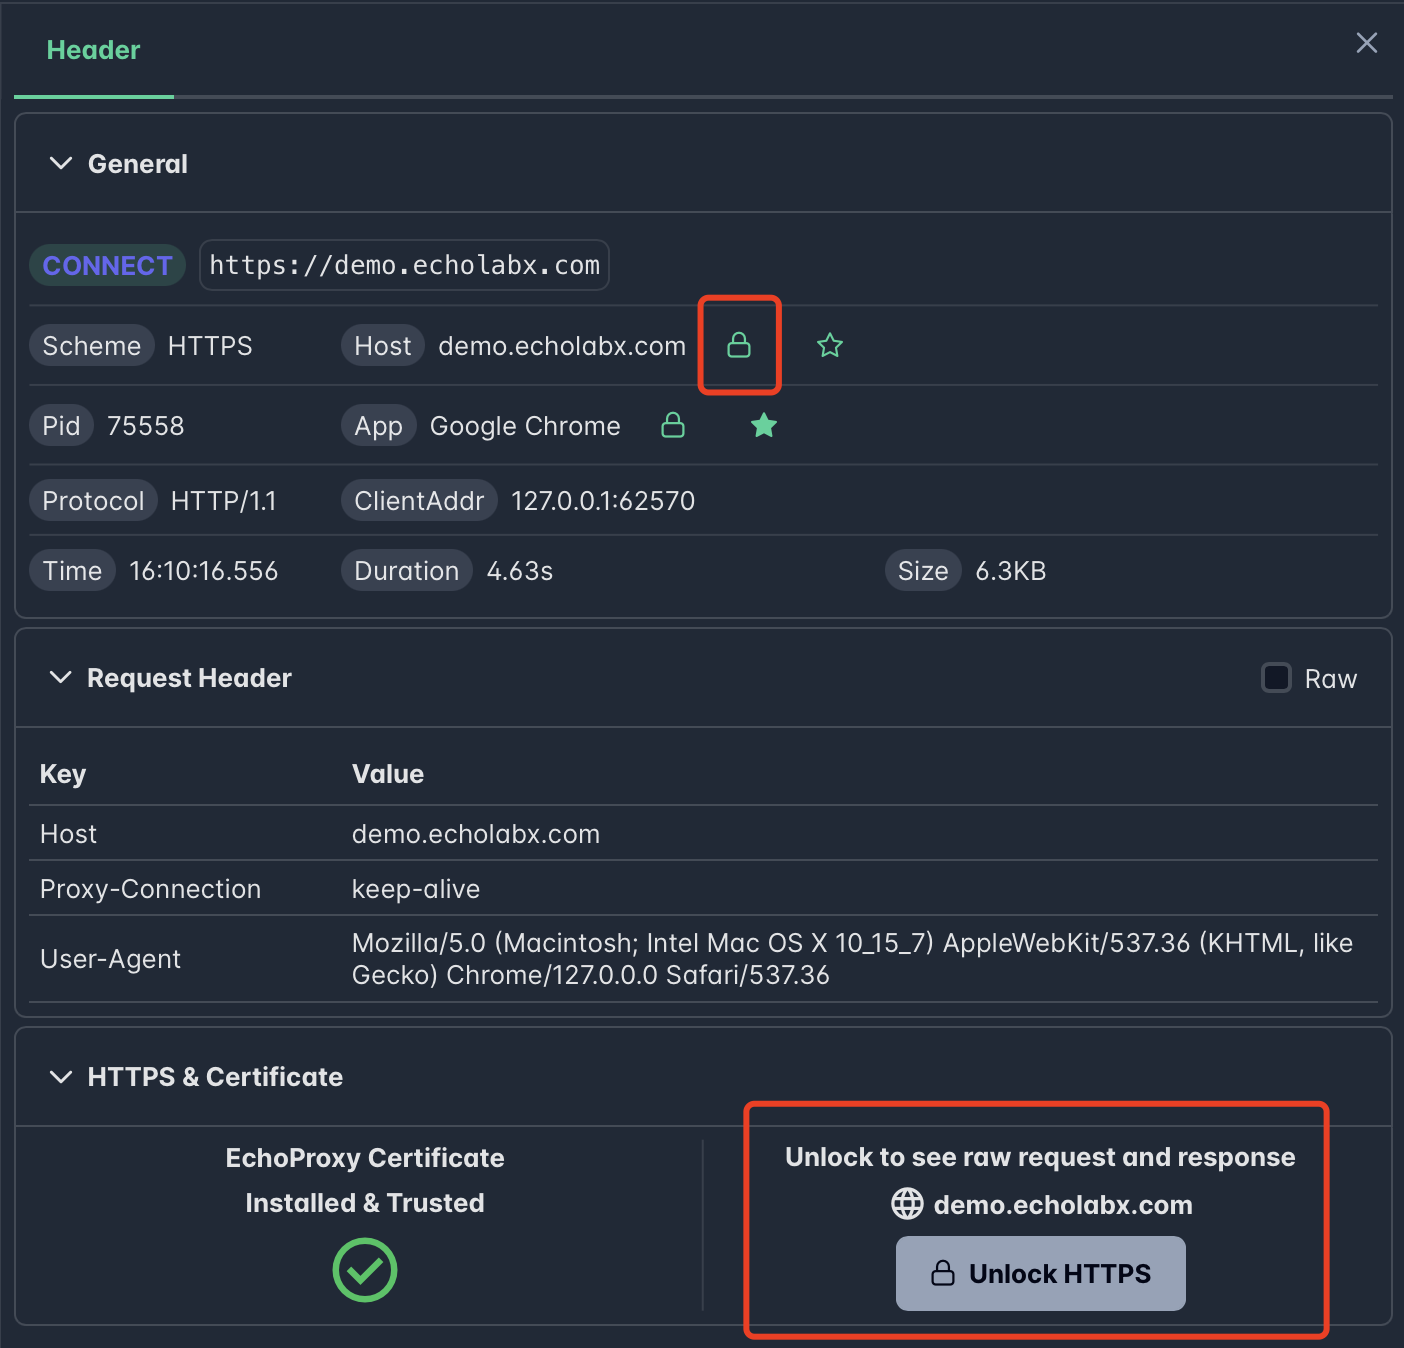 Header
General
CONNECT https://demo.echolabx.com
Scheme HTTPS Host demo.echolabx.com
Pid 75558 App Google Chrome
Protocol HTTP/1.1 ClientAddr 127.0.0.1:62570
Time 16:10:16.556 Duration 4.63s Size 6.3KB
Request Header Raw
Key Value
Host demo.echolabx.com
Proxy-Connection keep-alive
User-Agent Mozilla/5.0 (Macintosh; Intel Mac OS X 10_15_7) AppleWebKit/537.36 (KHTML, like
Gecko) Chrome/127.0.0.0 Safari/537.36
HTTPS & Certificate
EchoProxy Certificate
Installed & Trusted
Unlock to see raw request and response
demo.echolabx.com
Unlock HTTPS